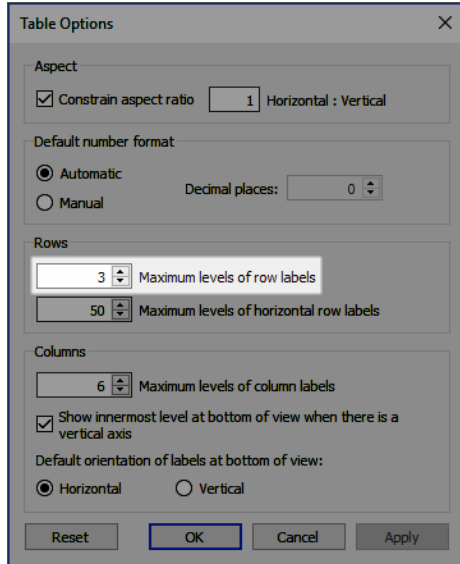 Table Options
Aspect
Constrain aspect ratio 1 Horizontal : Vertical
Default number format
Automatic
Decimal places: 0
Manual
Rows
3 Maximum levels of row labels
50 Maximum levels of horizontal row labels
Columns
6 Maximum levels of column labels
Show innermost level at bottom of view when there is a
vertical axis
Default orientation of labels at bottom of view:
Horizontal Vertical
Reset OK Cancel Apply